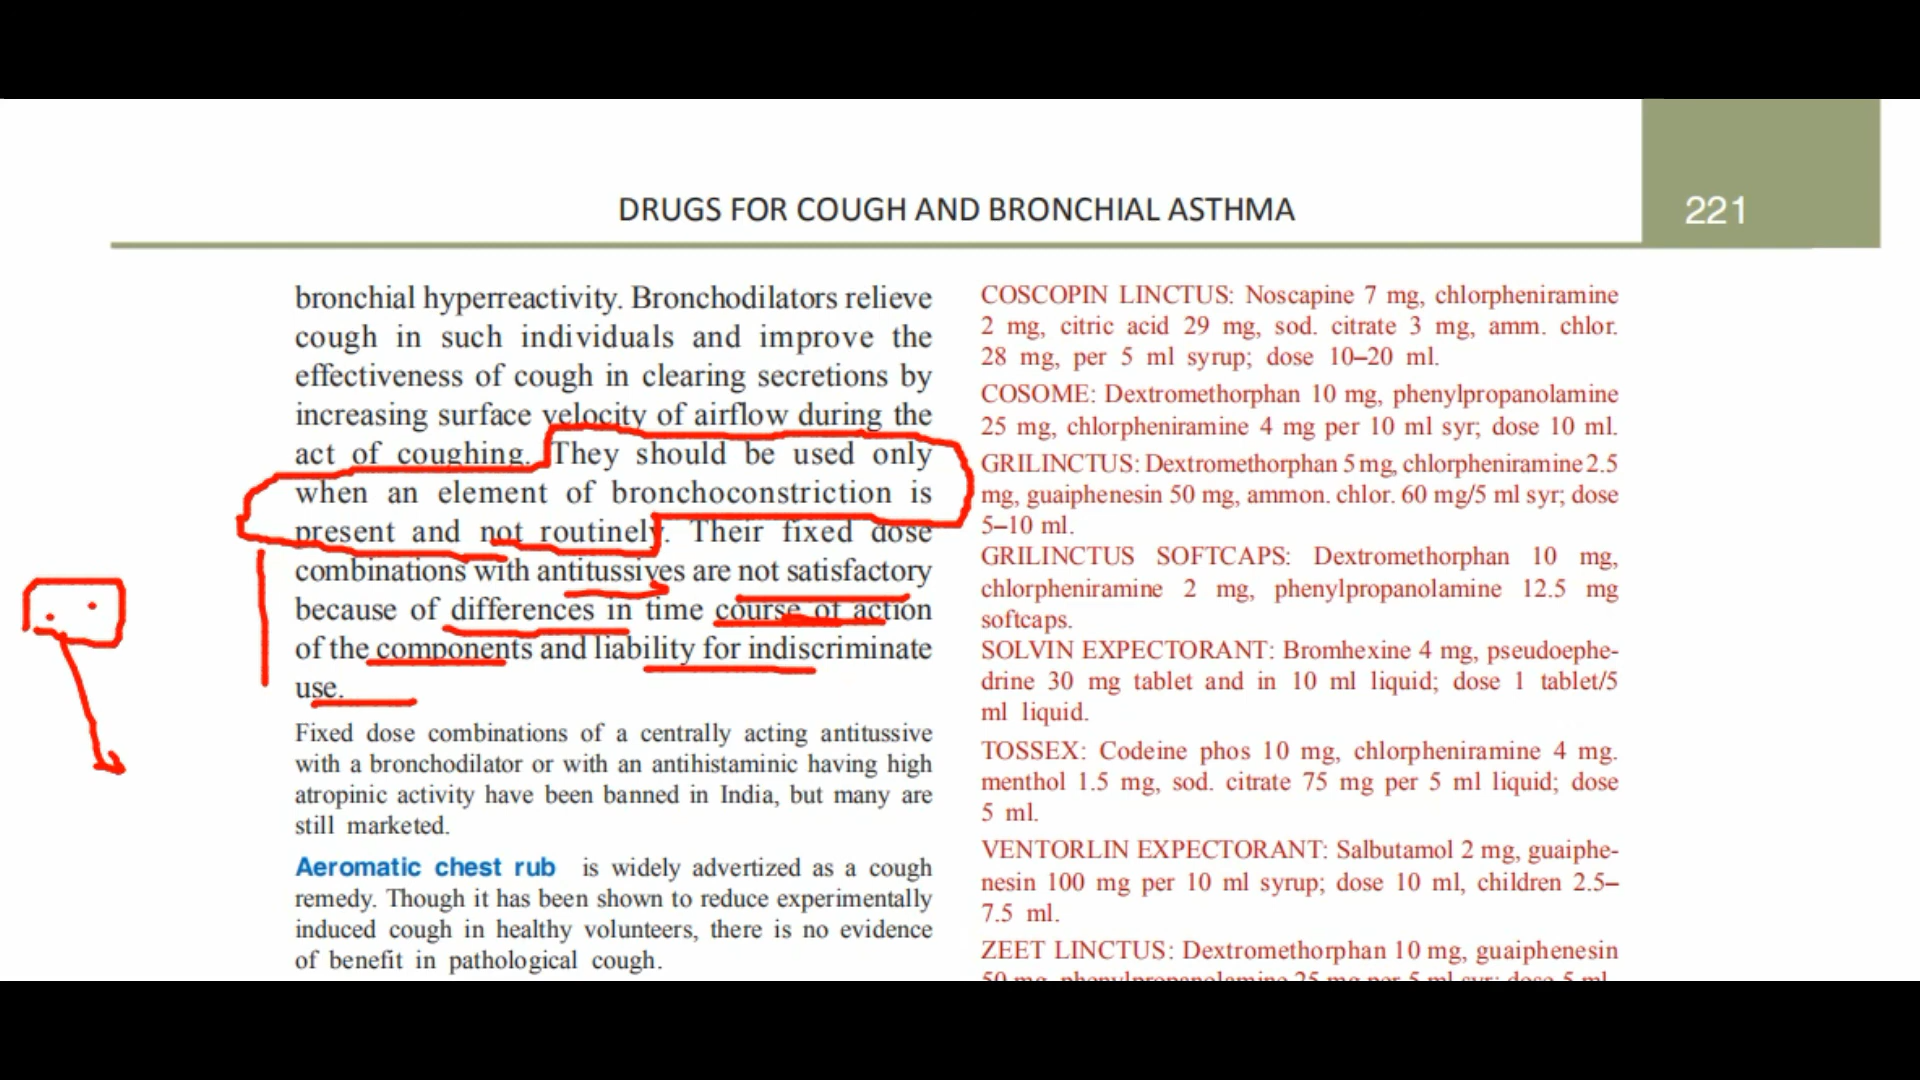 DRUGS FOR COUGH AND BRONCHIAL ASTHMA
221
bronchial hyperreactivity. Bronchodilators relieve
cough in such individuals and improve the
effectiveness of cough in clearing secretions by
increasing surface velocity of airflow during the
act of coughing. They should be used only
when an element of bronchoconstriction is
present and not routinely. Their fixed dose
combinations with antitussives are not satisfactory
because of differences in time course of action
of the components and liability for indiscriminate
use.
Fixed dose combinations of a centrally acting antitussive
with a bronchodilator or with an antihistaminic having high
atropinic activity have been banned in India, but many are
still marketed.
Aeromatic chest rub is widely advertized as a cough
remedy. Though it has been shown to reduce experimentally
induced cough in healthy volunteers, there is no evidence
of benefit in pathological cough.
COSCOPIN LINCTUS: Noscapine 7 mg, chlorpheniramine
2 mg, citric acid 29 mg, sod. citrate 3 mg, amm. chlor.
28 mg, per 5 ml syrup; dose 10–20 ml.
COSOME: Dextromethorphan 10 mg, phenylpropanolamine
25 mg, chlorpheniramine 4 mg per 10 ml syr; dose 10 ml.
GRILINCTUS: Dextromethorphan 5 mg, chlorpheniramine 2.5
mg, guaiphenesin 50 mg, ammon. chlor. 60 mg/5 ml syr; dose
5–10 ml.
GRILINCTUS SOFTCAPS: Dextromethorphan 10 mg,
chlorpheniramine 2 mg, phenylpropanolamine 12.5 mg
softcaps.
SOLVIN EXPECTORANT: Bromhexine 4 mg, pseudoephe-
drine 30 mg tablet and in 10 ml liquid; dose 1 tablet/5
ml liquid.
TOSSEX: Codeine phos 10 mg, chlorpheniramine 4 mg.
menthol 1.5 mg, sod. citrate 75 mg per 5 ml liquid; dose
5 ml.
VENTORLIN EXPECTORANT: Salbutamol 2 mg, guaiphe-
nesin 100 mg per 10 ml syrup; dose 10 ml, children 2.5–
7.5 ml.
ZEET LINCTUS: Dextromethorphan 10 mg, guaiphenesin
50 mg, phenylpropanolamine 25 mg per 5 ml syr; dose 5 ml